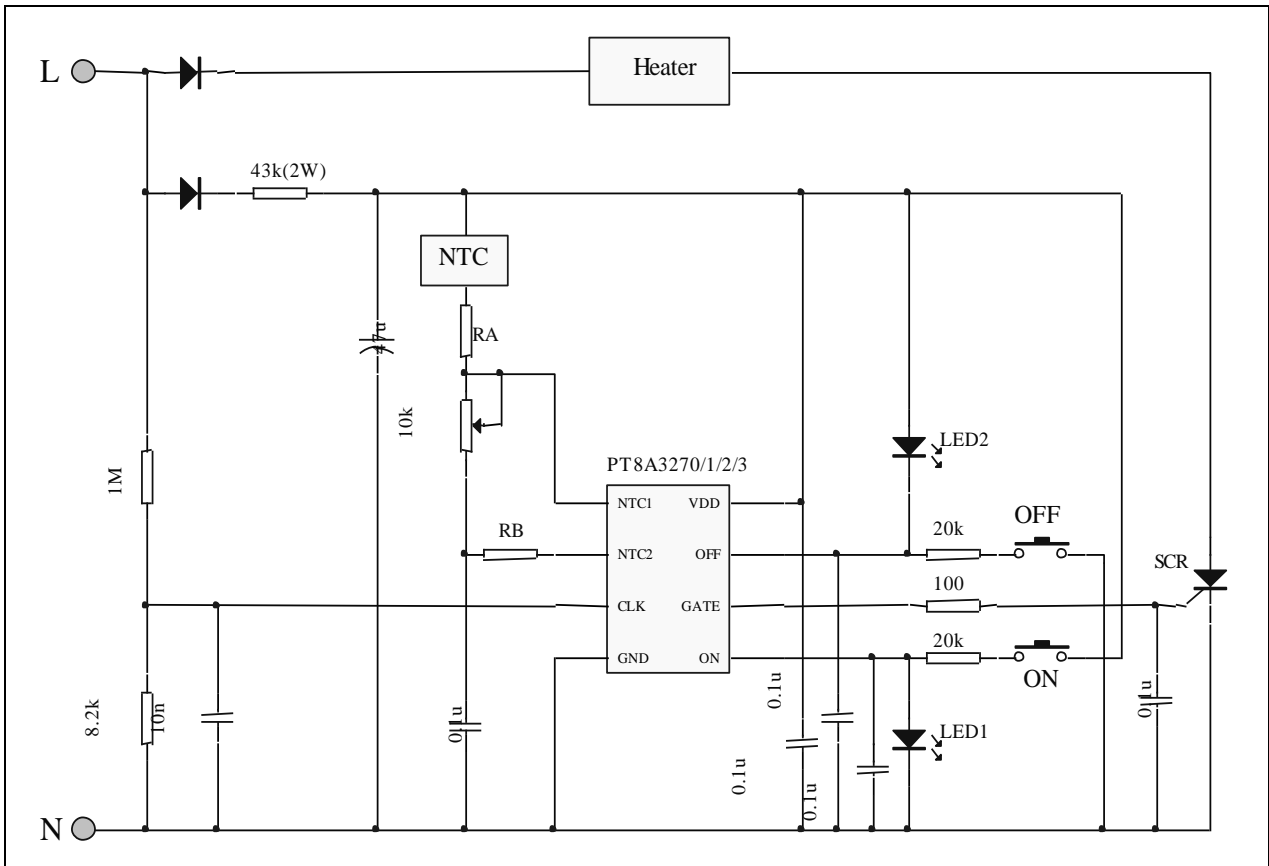 L
Heater
43k(2W)
NTC
47u
RA
10k
LED2
1M
PT8A3270/1/2/3
NTC1
VDD
RB
NTC2
OFF
20k
OFF
SCR
CLK
GATE
100
GND
ON
20k
ON
8.2k
10n
0.1u
0.1u
0.1u
0.1u
LED1
0.1u
N